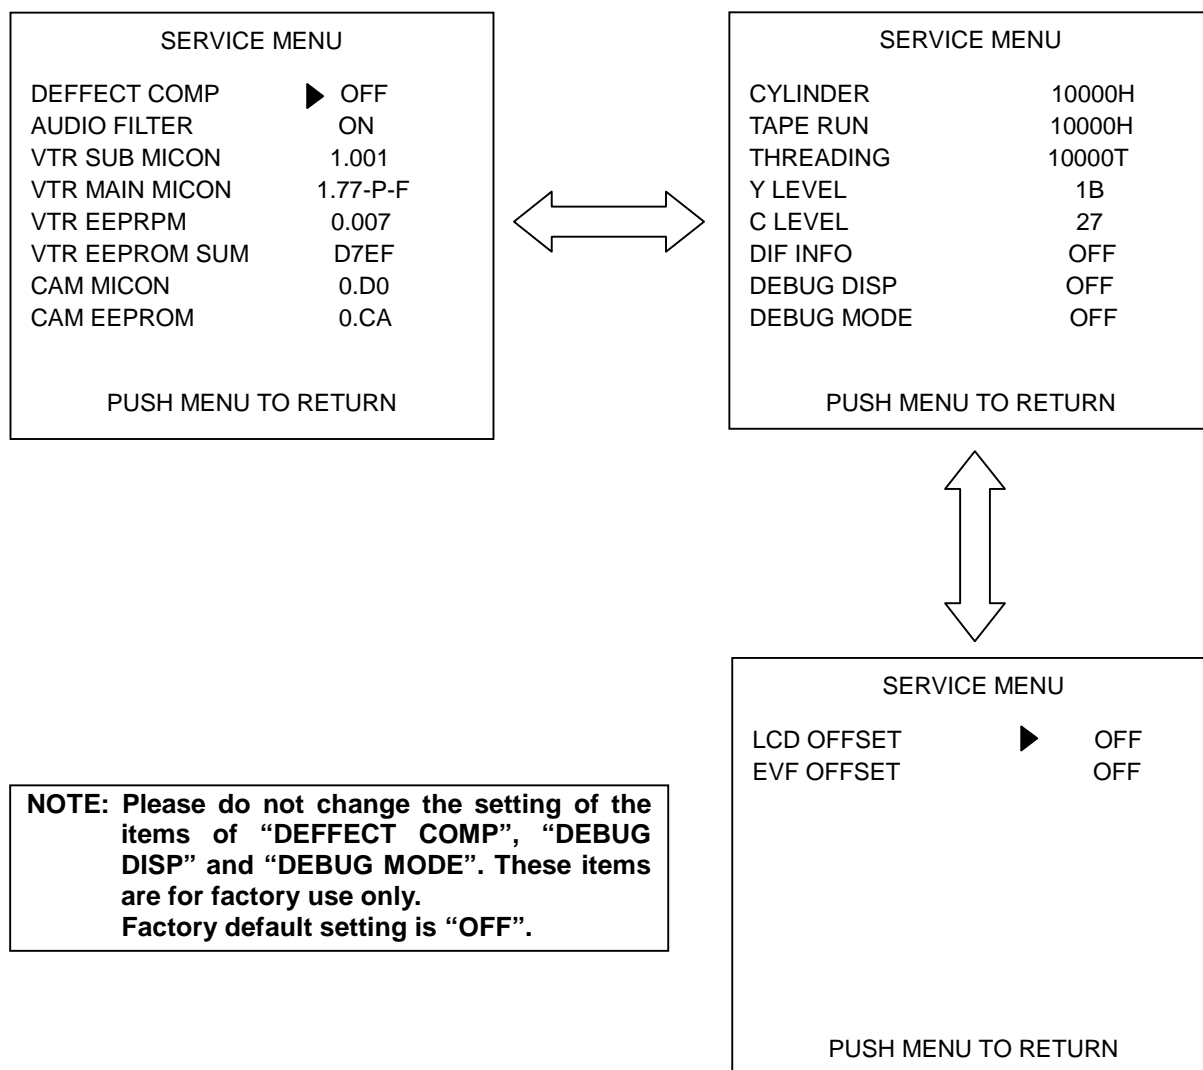 SERVICE MENU
DEFFECT COMP ▶ OFF
AUDIO FILTER ON
VTR SUB MICON 1.001
VTR MAIN MICON 1.77-P-F
VTR EEPRPM 0.007
VTR EEPROM SUM D7EF
CAM MICON 0.D0
CAM EEPROM 0.CA
PUSH MENU TO RETURN
SERVICE MENU
CYLINDER 10000H
TAPE RUN 10000H
THREADING 10000T
Y LEVEL 1B
C LEVEL 27
DIF INFO OFF
DEBUG DISP OFF
DEBUG MODE OFF
PUSH MENU TO RETURN
SERVICE MENU
LCD OFFSET ▶ OFF
EVF OFFSET OFF
PUSH MENU TO RETURN
NOTE: Please do not change the setting of the
items of “DEFFECT COMP”, “DEBUG
DISP” and “DEBUG MODE”. These items
are for factory use only.
Factory default setting is “OFF”.